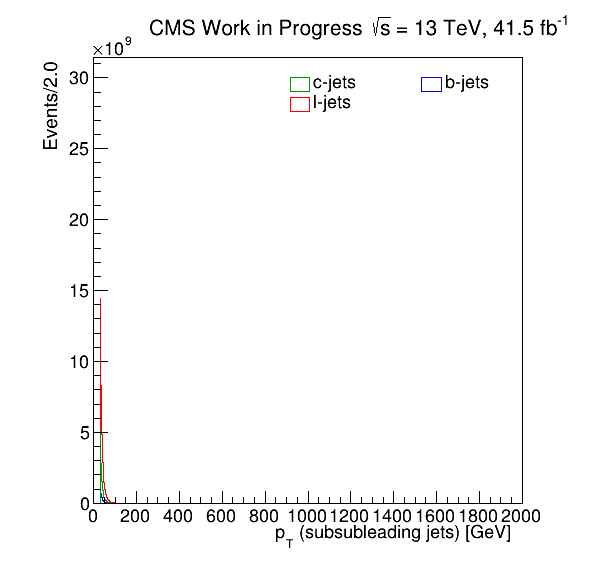 CMS Work in Progress √s = 13 TeV, 41.5 fb⁻¹
×10⁹
Events/2.0
30
25
20
15
10
5
0
c-jets
b-jets
l-jets
0 200 400 600 800 1000 1200 1400 1600 1800 2000
p_T (subsubleading jets) [GeV]